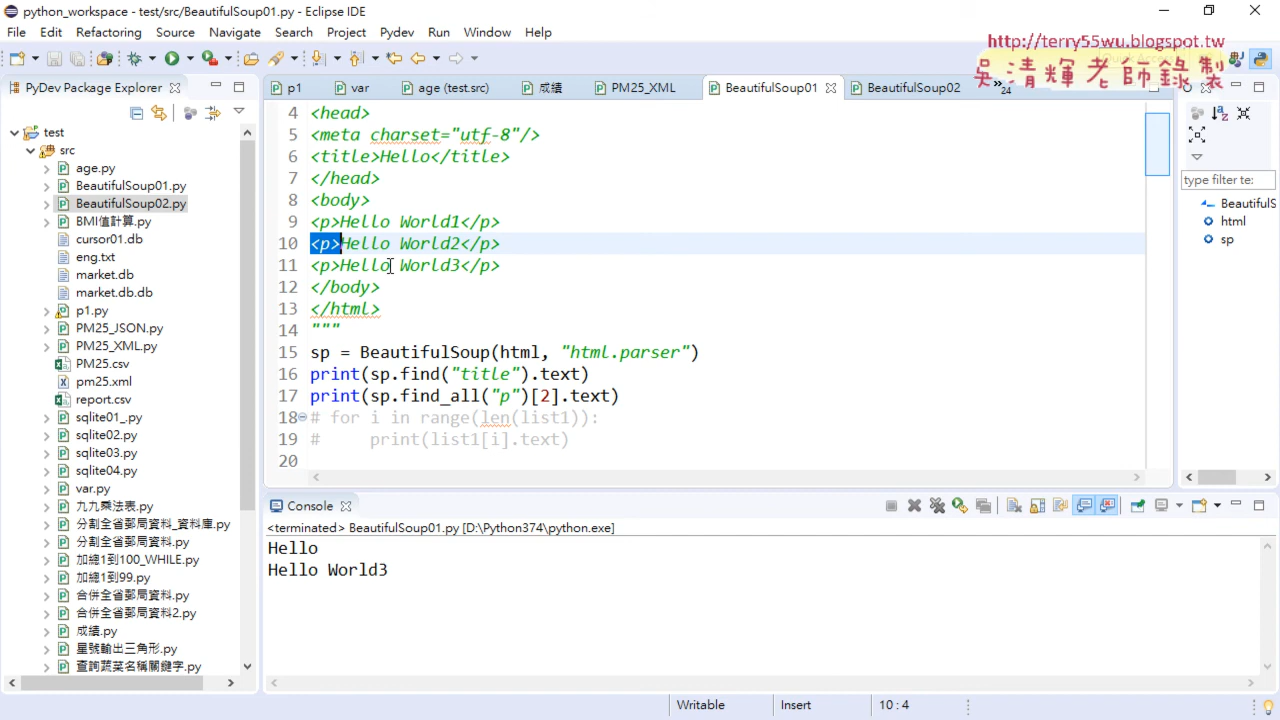 python_workspace - test/src/BeautifulSoup01.py - Eclipse IDE
File Edit Refactoring Source Navigate Search Project Pydev Run Window Help
http://terry55wu.blogspot.tw
吳清輝老師錄製
PyDev Package Explorer
p1 var age (test.src) 成績 PM25_XML BeautifulSoup01 BeautifulSoup02 »24
test
src
age.py
BeautifulSoup01.py
BeautifulSoup02.py
BMI值計算.py
cursor01.db
eng.txt
market.db
market.db.db
p1.py
PM25_JSON.py
PM25_XML.py
PM25.csv
pm25.xml
report.csv
sqlite01_.py
sqlite02.py
sqlite03.py
sqlite04.py
var.py
九九乘法表.py
分割全省郵局資料_資料庫.py
分割全省郵局資料.py
加總1到100_WHILE.py
加總1到99.py
合併全省郵局資料.py
合併全省郵局資料2.py
成績.py
星號輸出三角形.py
查詢蔬菜名稱關鍵字.py
4 <head>
5 <meta charset="utf-8"/>
6 <title>Hello</title>
7 </head>
8 <body>
9 <p>Hello World1</p>
10 <p>Hello World2</p>
11 <p>Hello World3</p>
12 </body>
13 </html>
14 """
15 sp = BeautifulSoup(html, "html.parser")
16 print(sp.find("title").text)
17 print(sp.find_all("p")[2].text)
18 # for i in range(len(list1)):
19 #     print(list1[i].text)
20
type filter te:
BeautifulS
html
sp
Console
<terminated> BeautifulSoup01.py [D:\Python374\python.exe]
Hello
Hello World3
Writable Insert 10 : 4